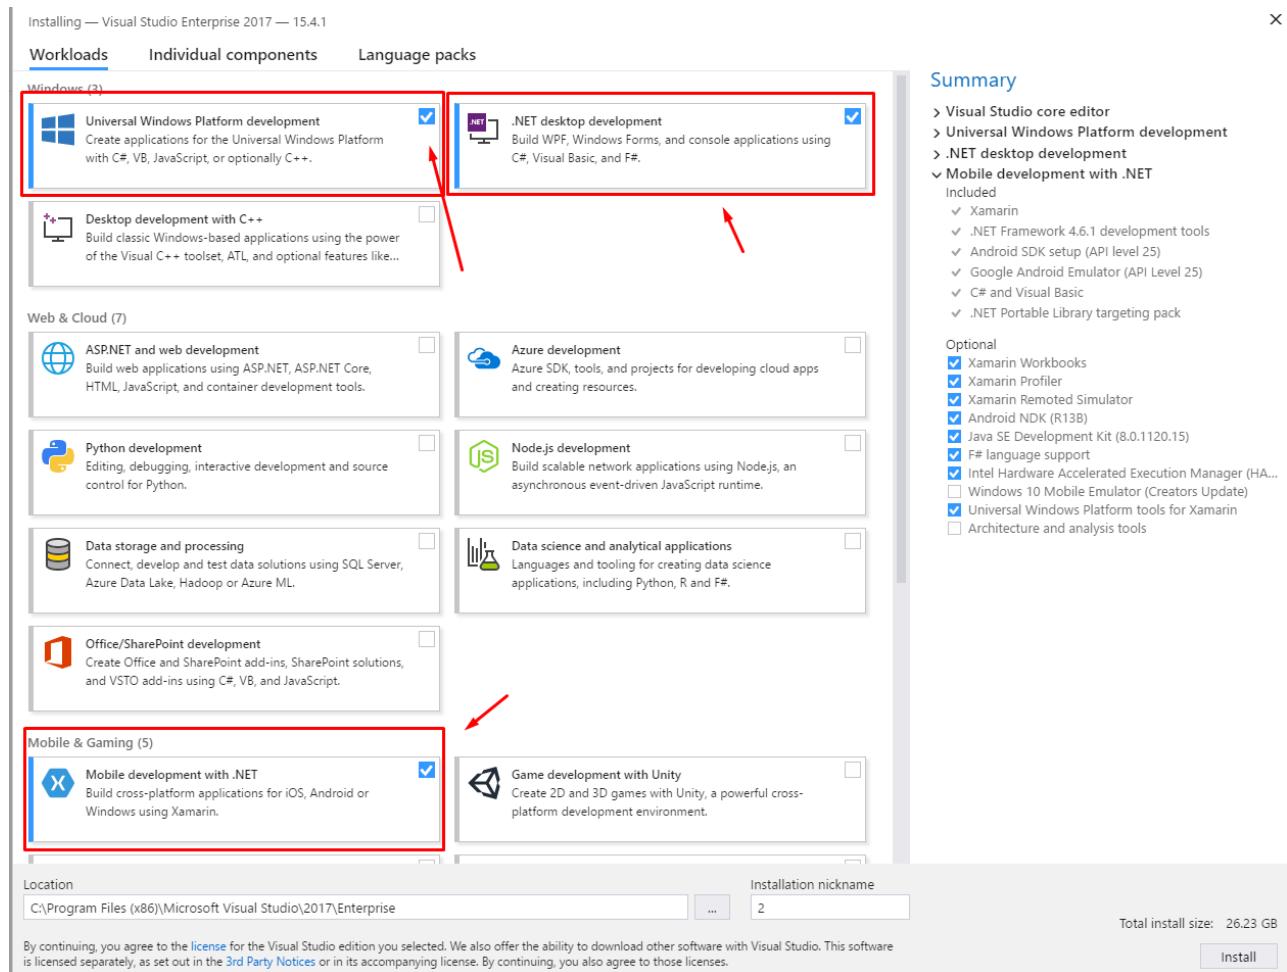 Installing — Visual Studio Enterprise 2017 — 15.4.1
Workloads
Individual components
Language packs
Windows (3)
Universal Windows Platform development
Create applications for the Universal Windows Platform
with C#, VB, JavaScript, or optionally C++.
.NET
.NET desktop development
Build WPF, Windows Forms, and console applications using
C#, Visual Basic, and F#.
Desktop development with C++
Build classic Windows-based applications using the power
of the Visual C++ toolset, ATL, and optional features like...
Web & Cloud (7)
ASP.NET and web development
Build web applications using ASP.NET, ASP.NET Core,
HTML, JavaScript, and container development tools.
Azure development
Azure SDK, tools, and projects for developing cloud apps
and creating resources.
Python development
Editing, debugging, interactive development and source
control for Python.
JS
Node.js development
Build scalable network applications using Node.js, an
asynchronous event-driven JavaScript runtime.
Data storage and processing
Connect, develop and test data solutions using SQL Server,
Azure Data Lake, Hadoop or Azure ML.
Data science and analytical applications
Languages and tooling for creating data science
applications, including Python, R and F#.
Office/SharePoint development
Create Office and SharePoint add-ins, SharePoint solutions,
and VSTO add-ins using C#, VB, and JavaScript.
Mobile & Gaming (5)
Mobile development with .NET
Build cross-platform applications for iOS, Android or
Windows using Xamarin.
Game development with Unity
Create 2D and 3D games with Unity, a powerful cross-
platform development environment.
Summary
Visual Studio core editor
Universal Windows Platform development
.NET desktop development
Mobile development with .NET
Included
Xamarin
.NET Framework 4.6.1 development tools
Android SDK setup (API level 25)
Google Android Emulator (API Level 25)
C# and Visual Basic
.NET Portable Library targeting pack
Optional
Xamarin Workbooks
Xamarin Profiler
Xamarin Remoted Simulator
Android NDK (R13B)
Java SE Development Kit (8.0.1120.15)
F# language support
Intel Hardware Accelerated Execution Manager (HA...
Windows 10 Mobile Emulator (Creators Update)
Universal Windows Platform tools for Xamarin
Architecture and analysis tools
Location
C:\Program Files (x86)\Microsoft Visual Studio\2017\Enterprise
...
Installation nickname
2
By continuing, you agree to the license for the Visual Studio edition you selected. We also offer the ability to download other software with Visual Studio. This software
is licensed separately, as set out in the 3rd Party Notices or in its accompanying license. By continuing, you also agree to those licenses.
Total install size: 26.23 GB
Install